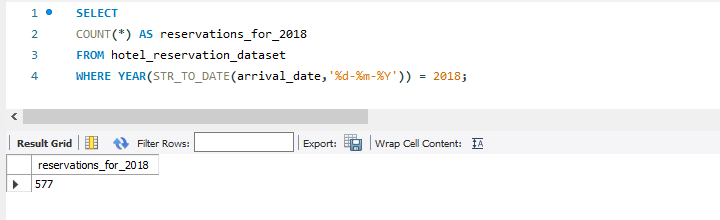 1 SELECT
2 COUNT(*) AS reservations_for_2018
3 FROM hotel_reservation_dataset
4 WHERE YEAR(STR_TO_DATE(arrival_date,'%d-%m-%Y')) = 2018;
Result Grid Filter Rows: Export: Wrap Cell Content: IA
reservations_for_2018
577